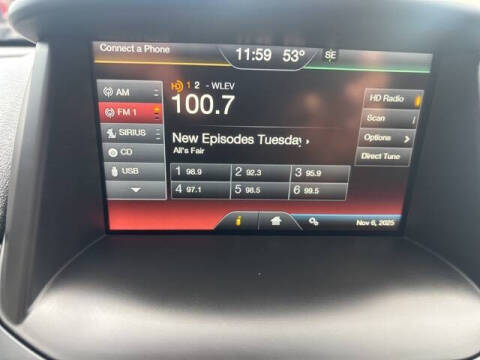 Connect a Phone 11:59 53° SE
AM
FM 1
SIRIUS
CD
USB
HD 1 2 - WLEV
100.7
New Episodes Tuesday ›
All's Fair
1 98.9 2 92.3 3 95.9
4 97.1 5 98.5 6 99.5
HD Radio
Scan
Options
Direct Tune
i
Nov 6, 2025